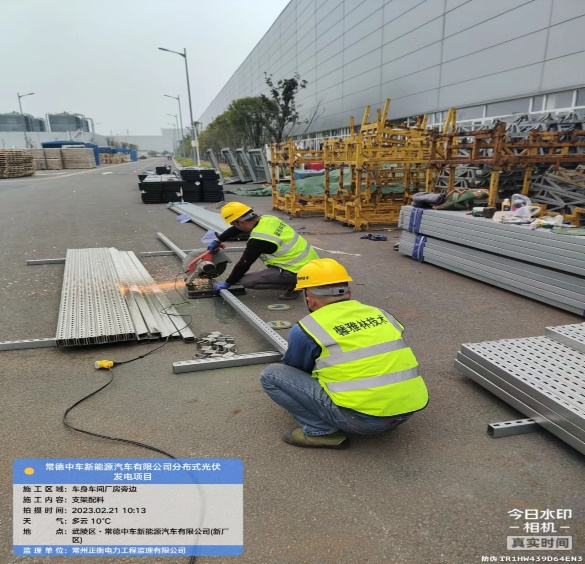 馨雅林技术
常德中车新能源汽车有限公司分布式光伏
发电项目
施工区域：车身车间厂房旁边
施工内容：支架配料
拍摄时间：2023.02.21 10:13
天 气：多云 10℃
地 点：武陵区·常德中车新能源汽车有限公司(新厂
区)
监理单位：常州正衡电力工程监理有限公司
今日水印
-相机-
真实时间
防伪 TR1HW439D64EN3